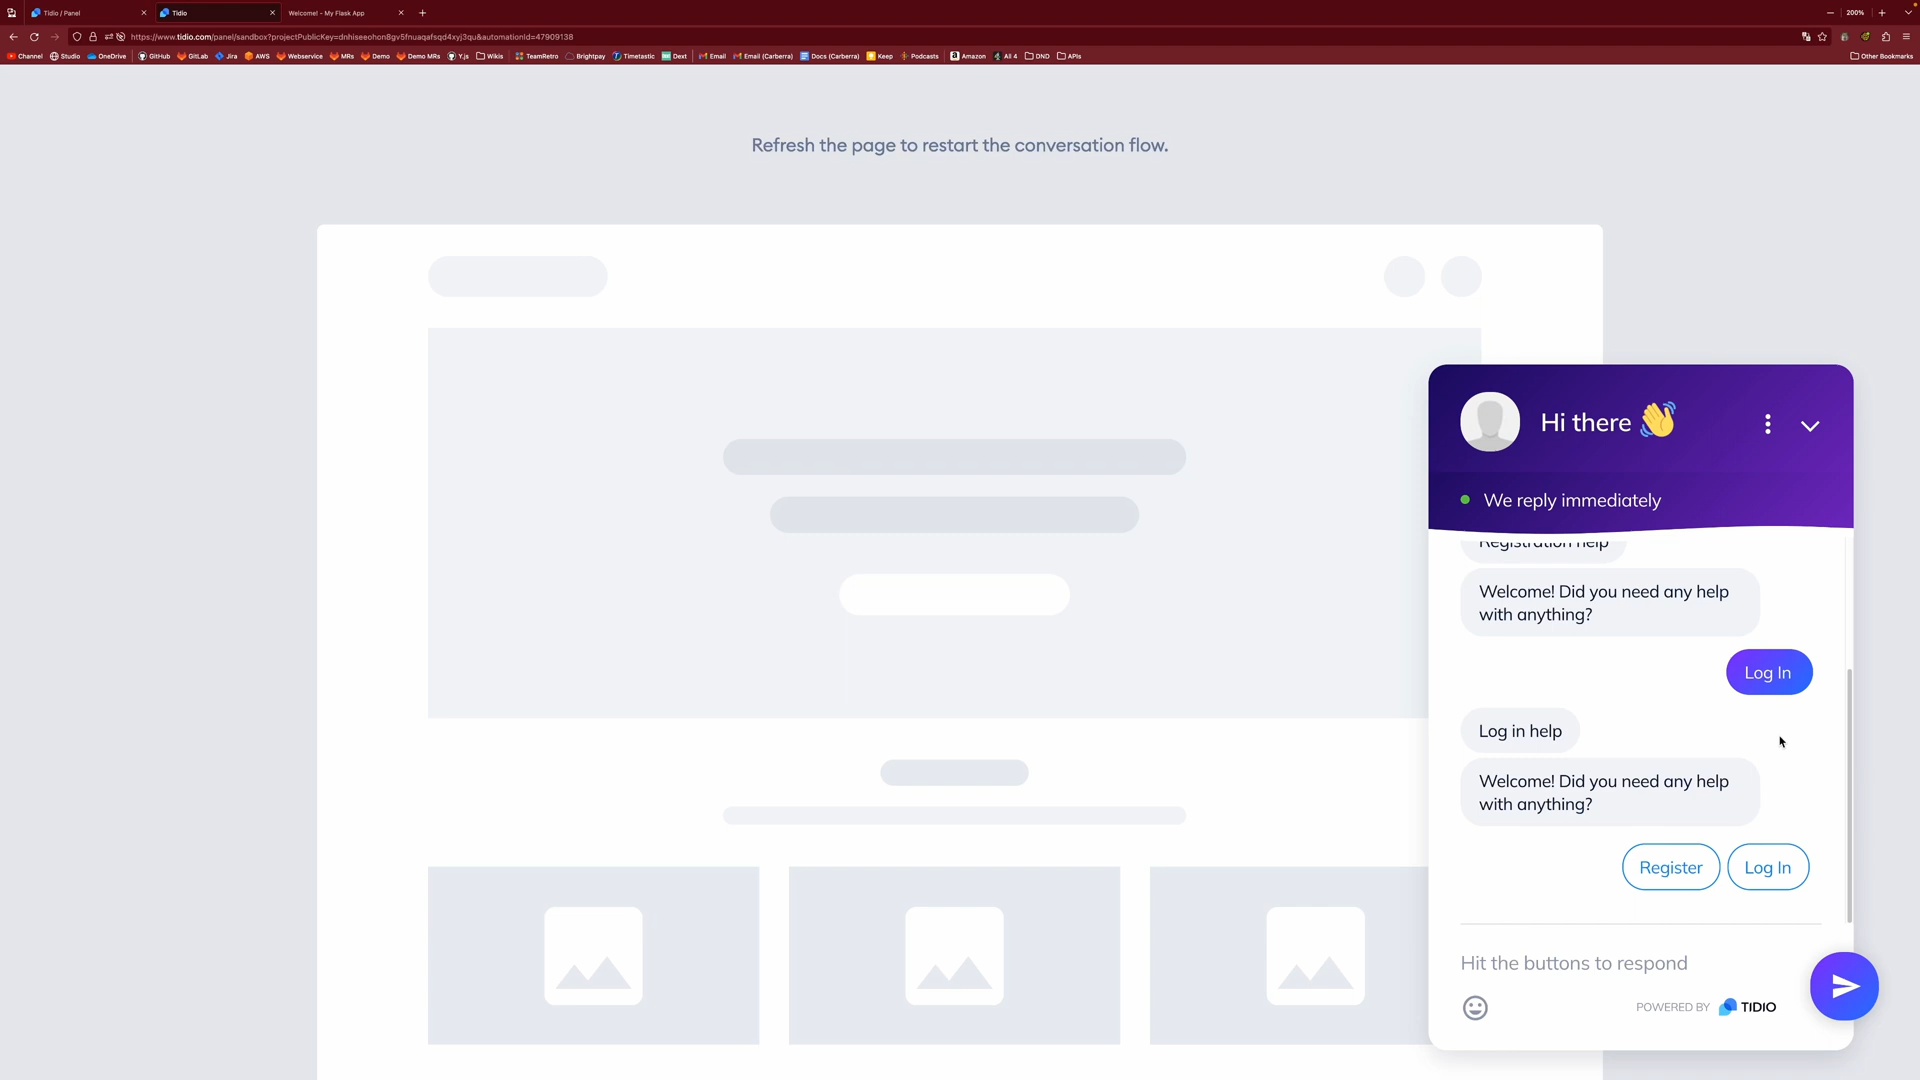 Tidio / Panel
Tidio
Welcome! - My Flask App
200%
https://www.tidio.com/panel/sandbox?projectPublicKey=dnhiseeohon8gv5fnuaqafsqd4xyj3qu&automationId=47909138
Channel
Studio
OneDrive
GitHub
GitLab
Jira
AWS
Webservice
MRs
Demo
Demo MRs
Y.js
Wikis
TeamRetro
Brightpay
Timetastic
Dext
Email
Email (Carberra)
Docs (Carberra)
Keep
Podcasts
Amazon
All 4
DND
APIs
Other Bookmarks
Refresh the page to restart the conversation flow.
Hi there 👋
We reply immediately
Registration help
Welcome! Did you need any help
with anything?
Log In
Log in help
Welcome! Did you need any help
with anything?
Register
Log In
Hit the buttons to respond
POWERED BY TIDIO